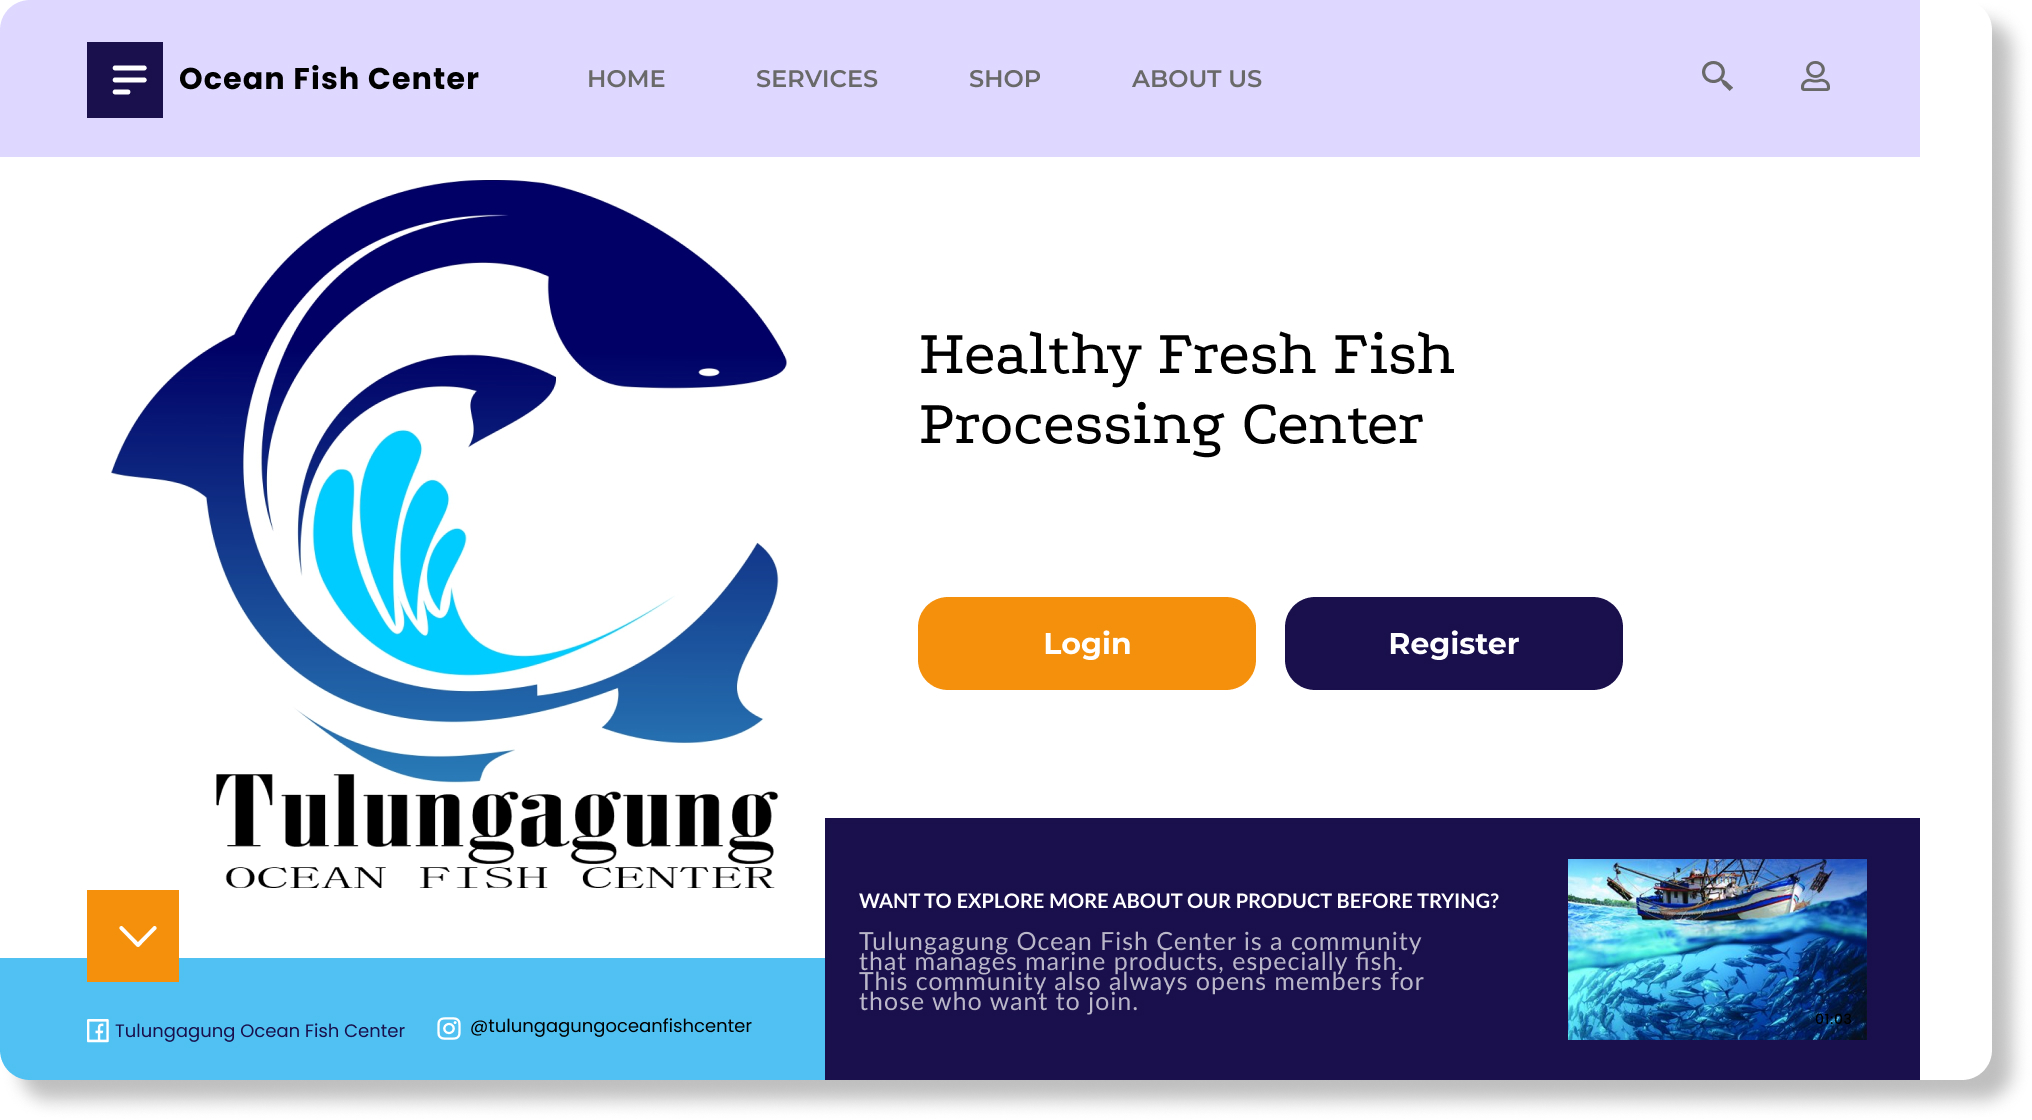 Ocean Fish Center
HOME
SERVICES
SHOP
ABOUT US
Healthy Fresh Fish
Processing Center
Login
Register
Tulungagung
OCEAN FISH CENTER
WANT TO EXPLORE MORE ABOUT OUR PRODUCT BEFORE TRYING?
Tulungagung Ocean Fish Center is a community
that manages marine products, especially fish.
This community also always opens members for
those who want to join.
01:03
Tulungagung Ocean Fish Center
@tulungagungoceanfishcenter